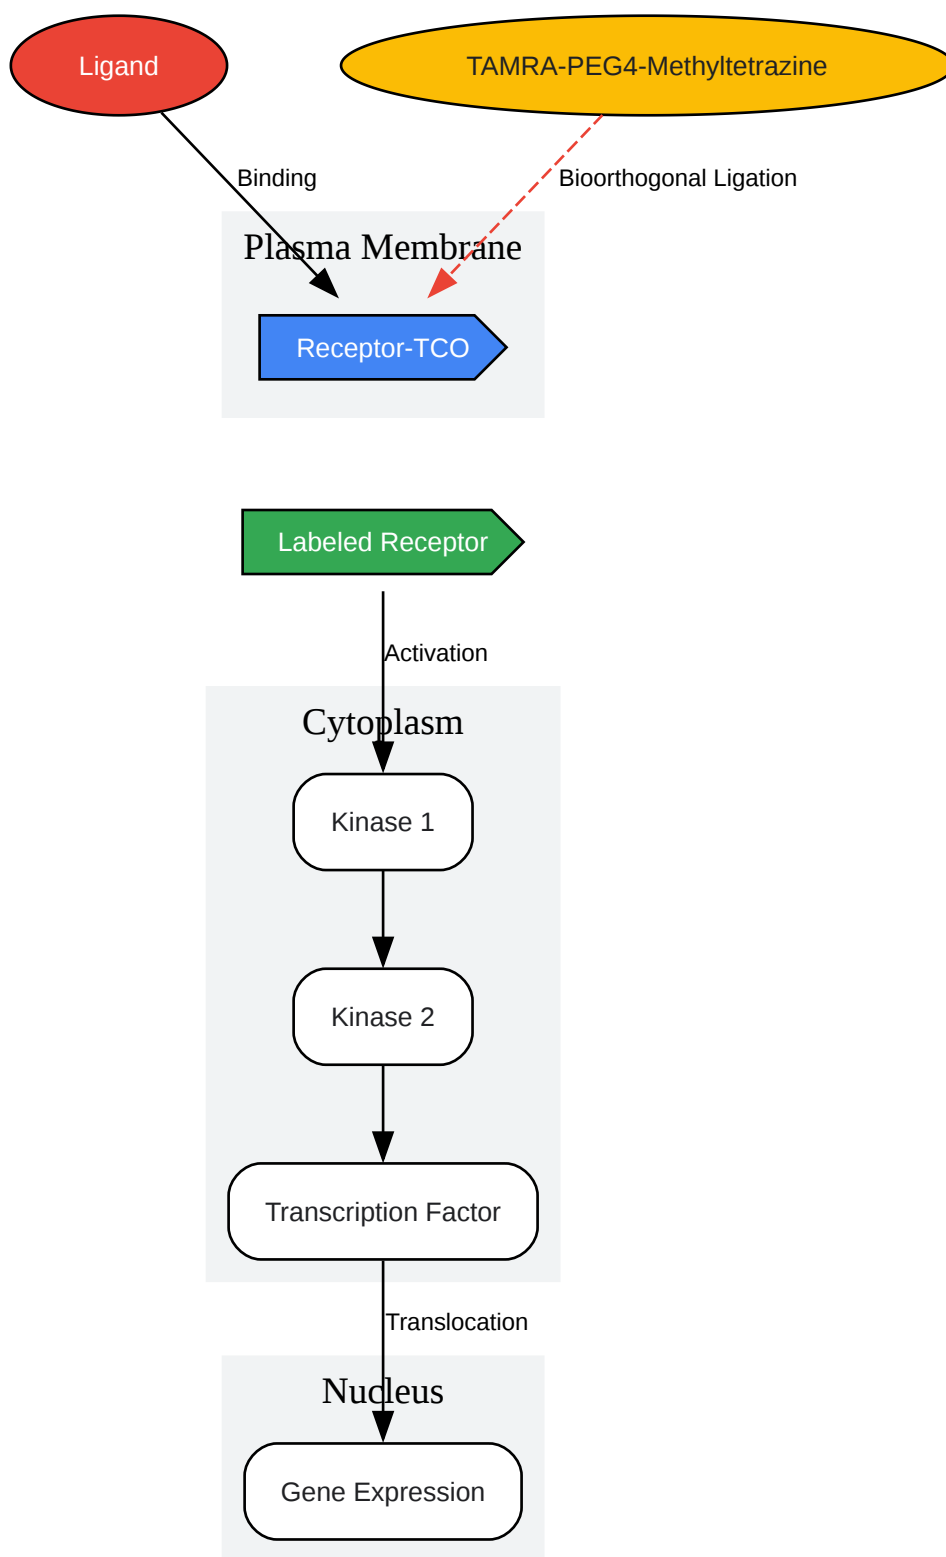 Ligand
TAMRA-PEG4-Methyltetrazine
Binding
Bioorthogonal Ligation
Plasma Membrane
Receptor-TCO
Labeled Receptor
Activation
Cytoplasm
Kinase 1
Kinase 2
Transcription Factor
Translocation
Nucleus
Gene Expression